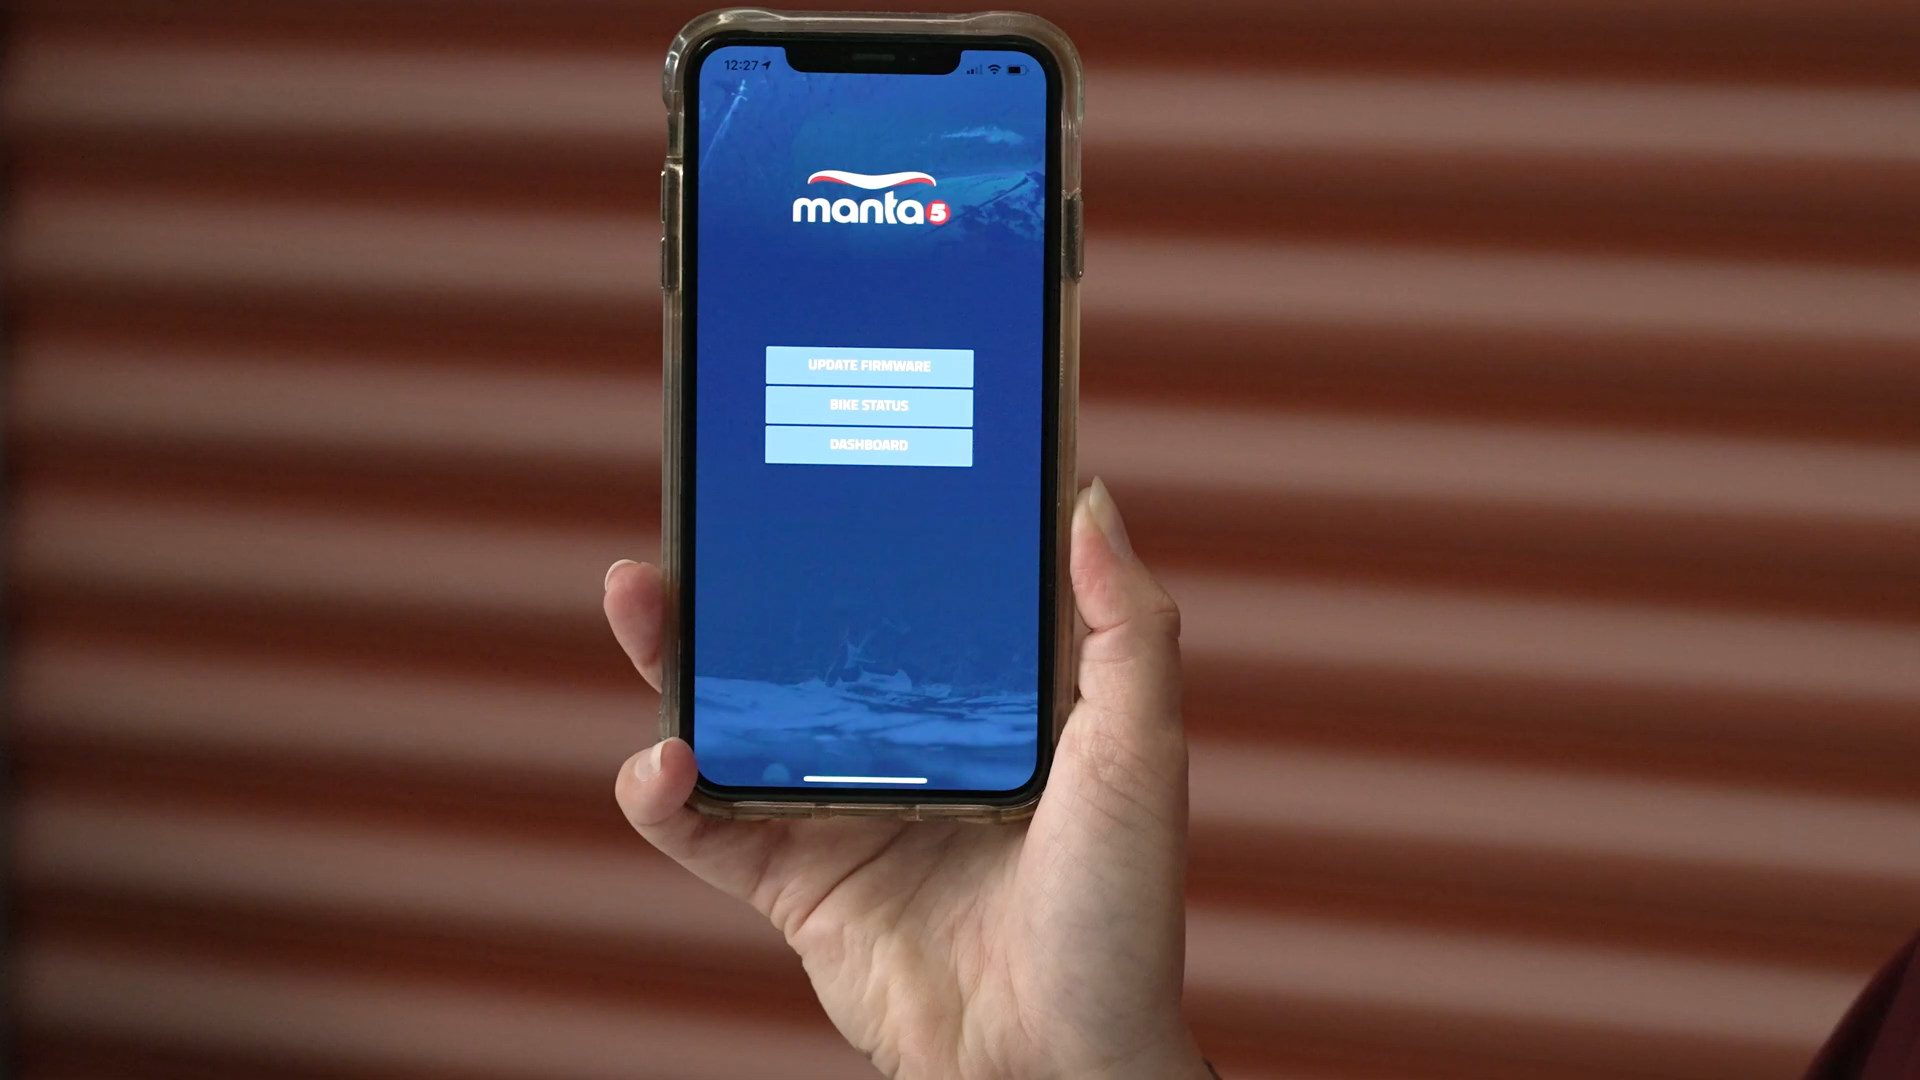 12:27
manta5
UPDATE FIRMWARE
BIKE STATUS
DASHBOARD